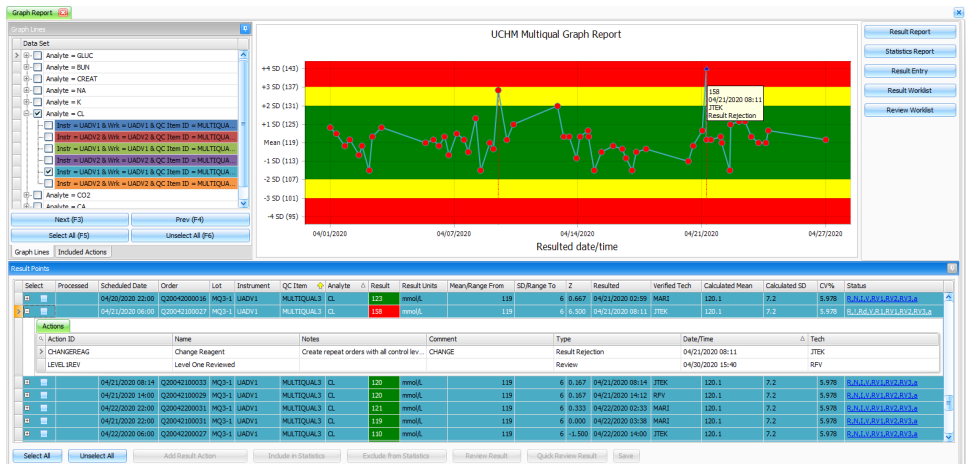 Graph Report
Graph Lines
Data Set
Analyte = GLUC
Analyte = BUN
Analyte = CREAT
Analyte = NA
Analyte = K
Analyte = CL
Instr = UADV1 & Wrk = UADV1 & QC Item ID = MULTIQUA...
Instr = UADV2 & Wrk = UADV2 & QC Item ID = MULTIQUA...
Instr = UADV1 & Wrk = UADV1 & QC Item ID = MULTIQUA...
Instr = UADV2 & Wrk = UADV2 & QC Item ID = MULTIQUA...
Instr = UADV1 & Wrk = UADV1 & QC Item ID = MULTIQUA...
Instr = UADV2 & Wrk = UADV2 & QC Item ID = MULTIQUA...
Analyte = CO2
Analyte = CA
Next (F3) Prev (F4)
Select All (F5) Unselect All (F6)
Graph Lines Included Actions
UCHM Multiqual Graph Report
+4 SD (143)
+3 SD (137)
+2 SD (131)
+1 SD (125)
Mean (119)
-1 SD (113)
-2 SD (107)
-3 SD (101)
-4 SD (95)
158
04/21/2020 08:11
JTEK
Result Rejection
04/01/2020 04/07/2020 04/14/2020 04/21/2020 04/27/2020
Resulted date/time
Result Report
Statistics Report
Result Entry
Result Worklist
Review Worklist
Result Points
Select Processed Scheduled Date Order Lot Instrument QC Item Analyte Result Result Units Mean/Range From SD/Range To Z Resulted Verified Tech Calculated Mean Calculated SD CV% Status
04/20/2020 22:00 Q20042000016 MQ3-1 UADV1 MULTIQUAL3 CL 123 mmol/L 119 6 0.667 04/21/2020 02:59 MARI 120.1 7.2 5.978 R,N,I,V,RV1,RV2,RV3,a
04/21/2020 06:00 Q20042100027 MQ3-1 UADV1 MULTIQUAL3 CL 158 mmol/L 119 6 6.500 04/21/2020 08:11 JTEK 120.1 7.2 5.978 R,!,Rd,V,R1,RV1,RV2,RV3,a
Actions
Action ID Name Notes Comment Type Date/Time Tech
CHANGEREAG Change Reagent Create repeat orders with all control lev... CHANGE Result Rejection 04/21/2020 08:11 JTEK
LEVEL1REV Level One Reviewed Review 04/30/2020 15:40 RFV
04/21/2020 08:14 Q20042100033 MQ3-1 UADV1 MULTIQUAL3 CL 120 mmol/L 119 6 0.167 04/21/2020 08:14 JTEK 120.1 7.2 5.978 R,N,I,V,RV1,RV2,RV3,a
04/21/2020 14:00 Q20042100029 MQ3-1 UADV1 MULTIQUAL3 CL 120 mmol/L 119 6 0.167 04/21/2020 14:12 RFV 120.1 7.2 5.978 R,N,I,V,RV1,RV2,RV3,a
04/22/2020 22:00 Q20042200031 MQ3-1 UADV1 MULTIQUAL3 CL 121 mmol/L 119 6 0.333 04/22/2020 02:33 MARI 120.1 7.2 5.978 R,N,I,V,RV1,RV2,RV3,a
04/22/2020 22:00 Q20042200031 MQ3-1 UADV1 MULTIQUAL3 CL 119 mmol/L 119 6 0.000 04/22/2020 03:38 MARI 120.1 7.2 5.978 R,N,I,V,RV1,RV2,RV3,a
04/22/2020 06:00 Q20042200027 MQ3-1 UADV1 MULTIQUAL3 CL 110 mmol/L 119 6 -1.500 04/22/2020 14:00 JTEK 120.1 7.2 5.978 R,N,I,V,RV1,RV2,RV3,a
Select All Unselect All Add Result Action Include in Statistics Exclude from Statistics Review Result Quick Review Result Save